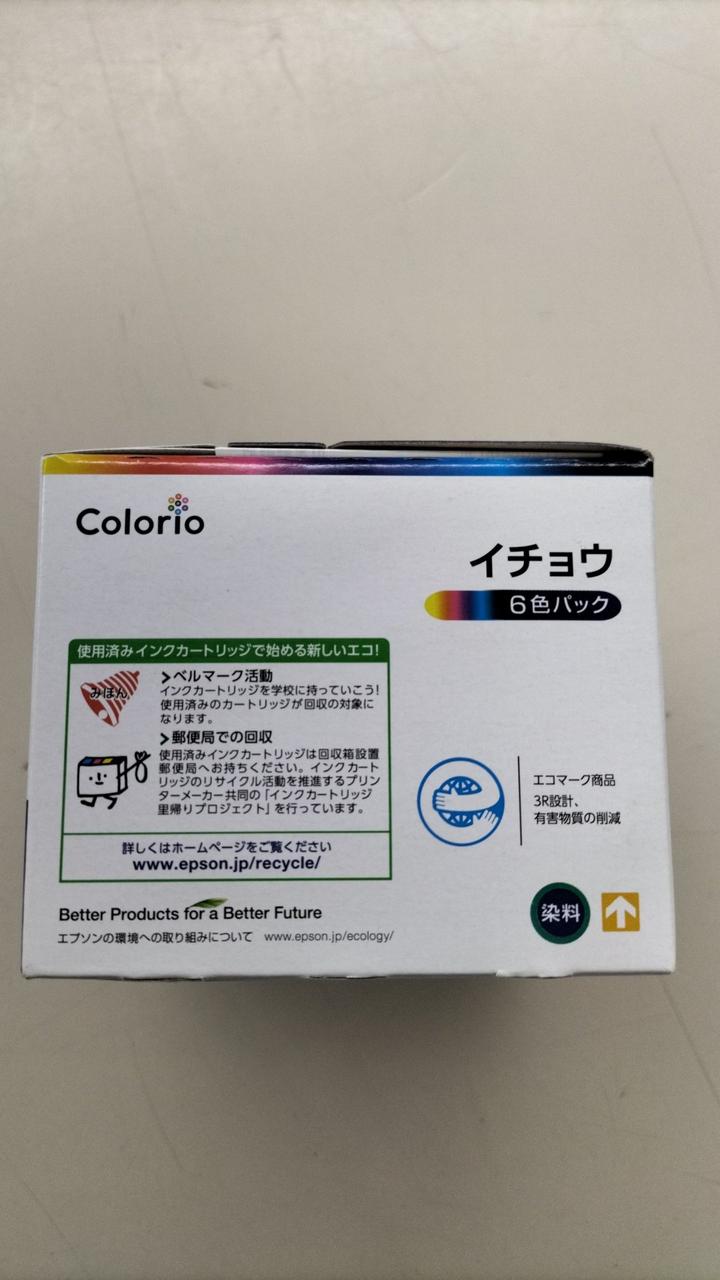 Colorio
イチョウ
6色パック
使用済みインクカートリッジで始める新しいエコ!
みほん
ベルマーク活動
インクカートリッジを学校に持っていこう!
使用済みのカートリッジが回収の対象に
なります。
郵便局での回収
使用済みインクカートリッジは回収箱設置
郵便局へお持ちください。インクカート
リッジのリサイクル活動を推進するプリン
ターメーカー共同の「インクカートリッジ
里帰りプロジェクト」を行っています。
詳しくはホームページをご覧ください
www.epson.jp/recycle/
エコマーク商品
3R設計、
有害物質の削減
Better Products for a Better Future
エプソンの環境への取り組みについて www.epson.jp/ecology/
染料